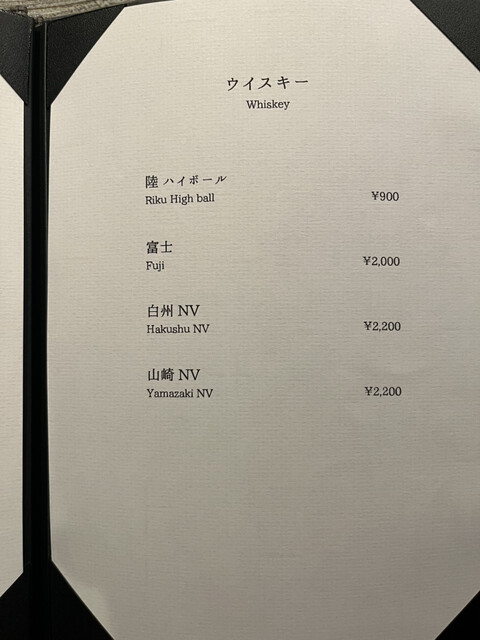 ウイスキー
Whiskey
陸 ハイボール
Riku High ball ¥900
富士
Fuji ¥2,000
白州 NV
Hakushu NV ¥2,200
山崎 NV
Yamazaki NV ¥2,200